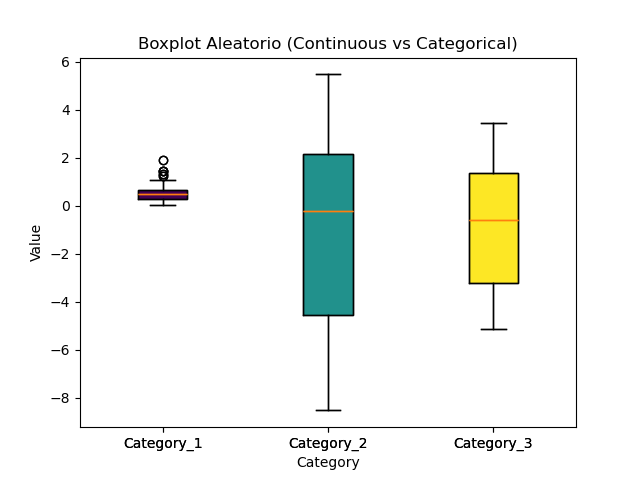 Boxplot Aleatorio (Continuous vs Categorical)
6
4
2
0
−2
−4
−6
−8
Value
Category_1 Category_2 Category_3
Category